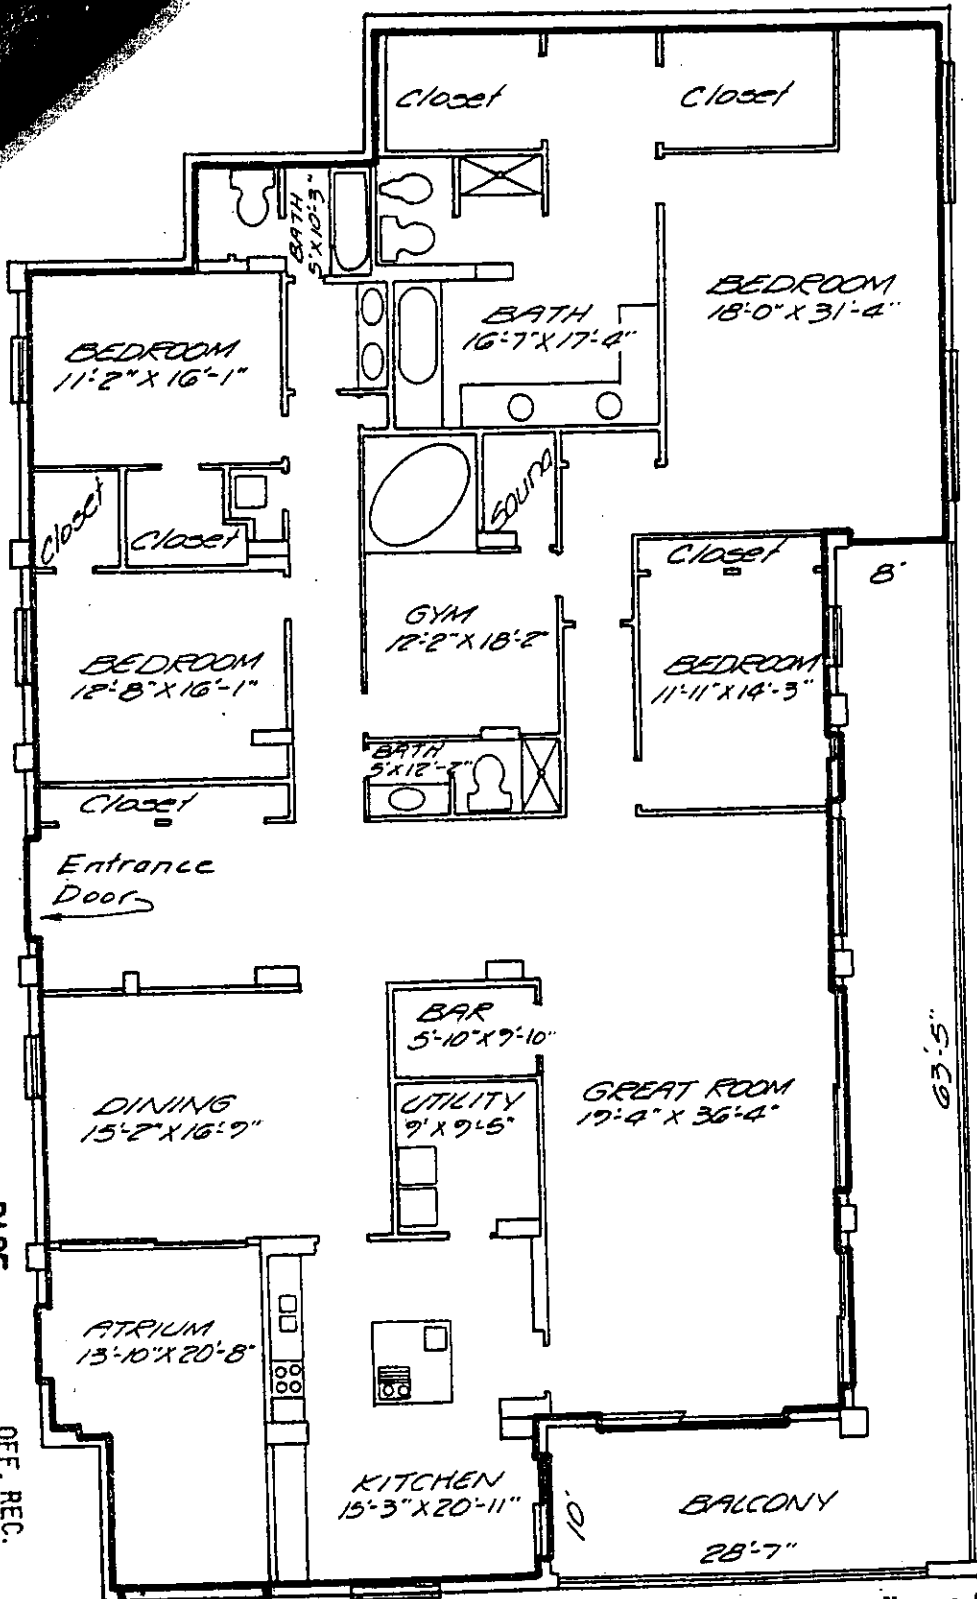 Closet
Closet
BATH
5'X10'-3"
BEDROOM
18'-0" X 31'-4"
BATH
16'-7"X17'-4"
BEDROOM
11'-2" X 16'-1"
Closet
Closet
Sauna
Closet
8'
GYM
12'-2"X18'-2"
BEDROOM
12'-8"X16'-1"
BEDROOM
11'-11"X14'-3"
BATH
5'X12'-2"
Closet
Entrance
Door
BAR
5'-10"X9'-10"
63'-5"
DINING
15'-2"X16'-9"
UTILITY
9'X9'-5"
GREAT ROOM
19'-4" X 36'-4"
ATRIUM
13'-10"X20'-8"
KITCHEN
15'-3"X20'-11"
10'
BALCONY
28'-7"
OFF. REC.